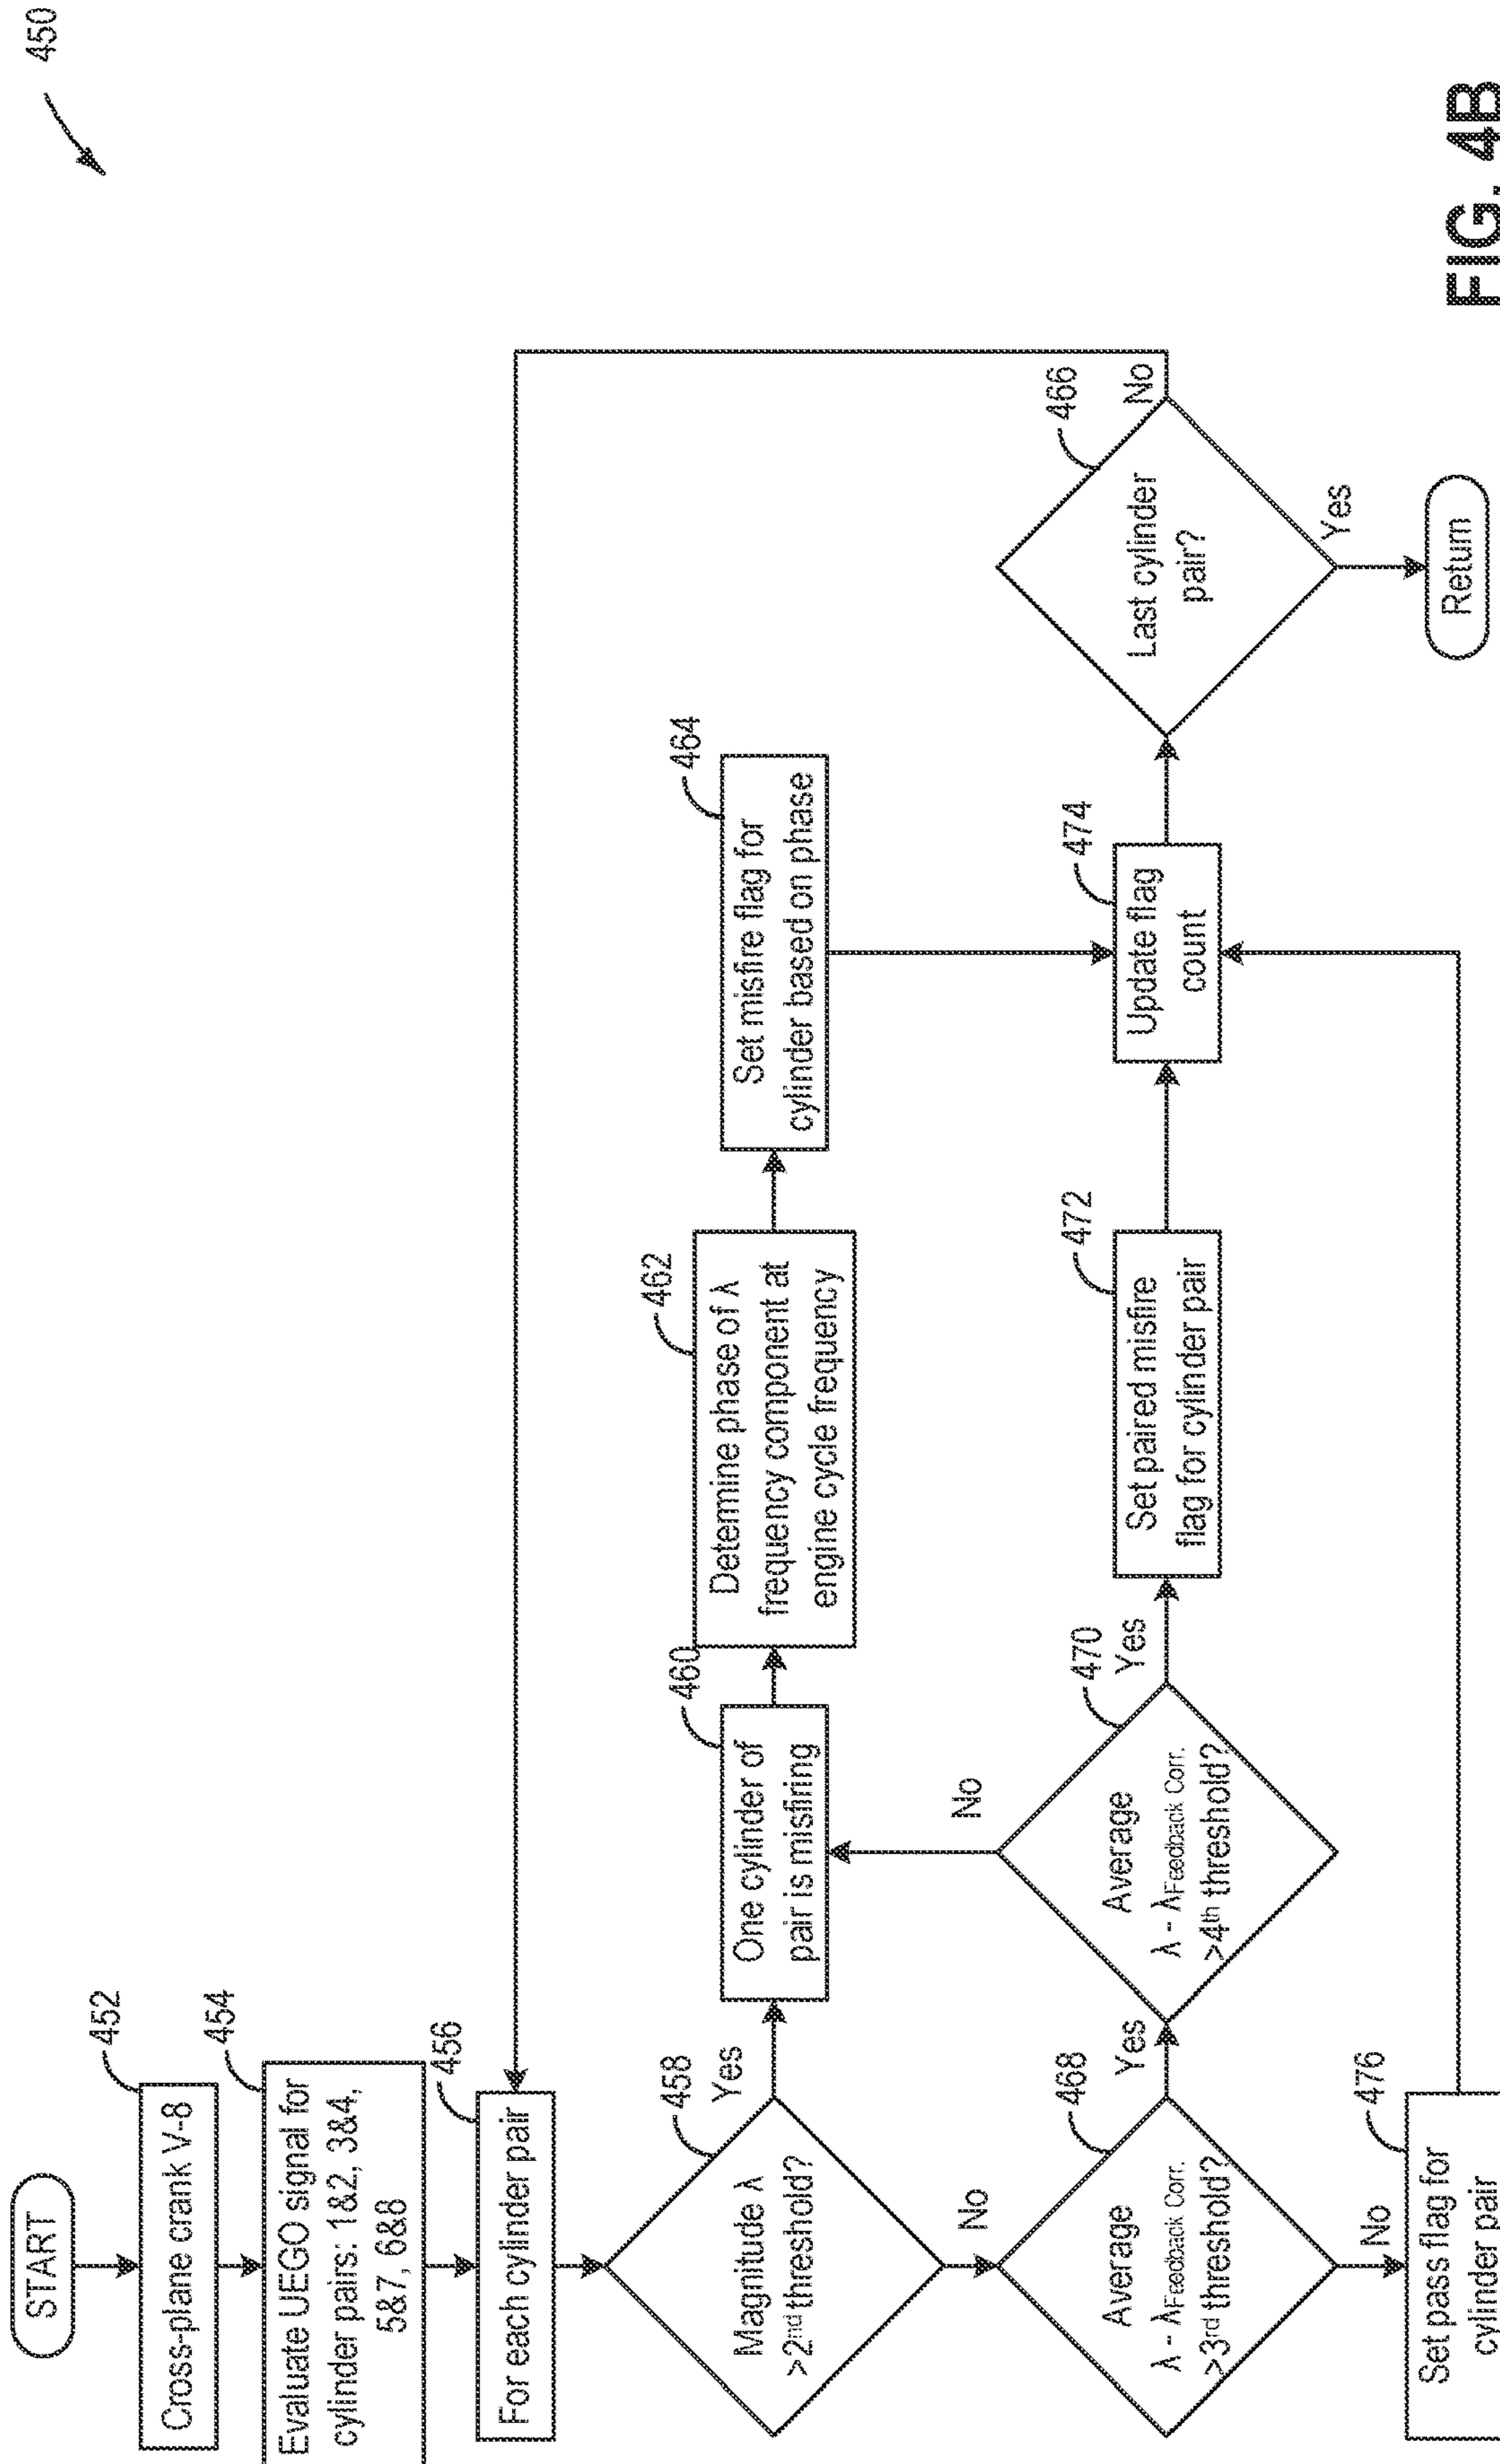 450
START
452
Cross-plane crank V-8
454
Evaluate UEGO signal for
cylinder pairs: 1&2, 3&4,
5&7, 6&8
456
For each cylinder pair
458
Magnitude λ
>2nd threshold?
Yes
No
460
One cylinder of
pair is misfiring
462
Determine phase of λ
frequency component at
engine cycle frequency
464
Set misfire flag for
cylinder based on phase
468
Average
λ - λFeedback Corr.
>3rd threshold?
Yes
No
470
Average
λ - λFeedback Corr.
>4th threshold?
Yes
No
472
Set paired misfire
flag for cylinder pair
474
Update flag
count
466
Last cylinder
pair?
No
Yes
Return
476
Set pass flag for
cylinder pair
FIG. 4B